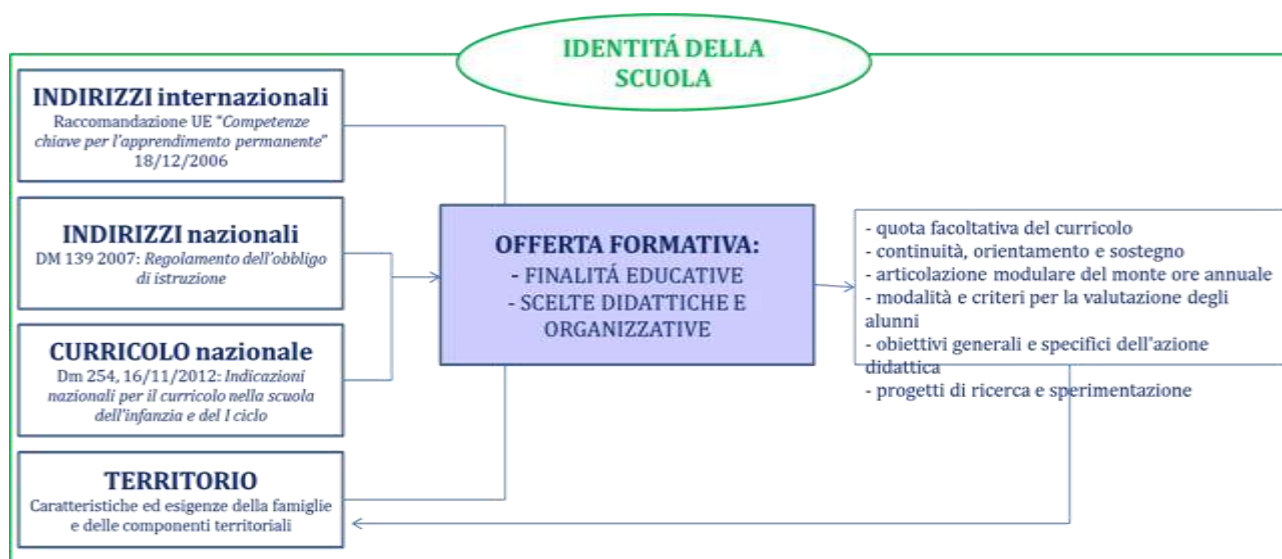 IDENTITÁ DELLA
SCUOLA
INDIRIZZI internazionali
Raccomandazione UE “Competenze
chiave per l’apprendimento permanente”
18/12/2006
INDIRIZZI nazionali
DM 139 2007: Regolamento dell’obbligo
di istruzione
CURRICOLO nazionale
Dm 254, 16/11/2012: Indicazioni
nazionali per il curricolo nella scuola
dell’infanzia e del I ciclo
TERRITORIO
Caratteristiche ed esigenze della famiglie
e delle componenti territoriali
OFFERTA FORMATIVA:
- FINALITÁ EDUCATIVE
- SCELTE DIDATTICHE E
ORGANIZZATIVE
- quota facoltativa del curricolo
- continuità, orientamento e sostegno
- articolazione modulare del monte ore annuale
- modalità e criteri per la valutazione degli
alunni
- obiettivi generali e specifici dell'azione
didattica
- progetti di ricerca e sperimentazione